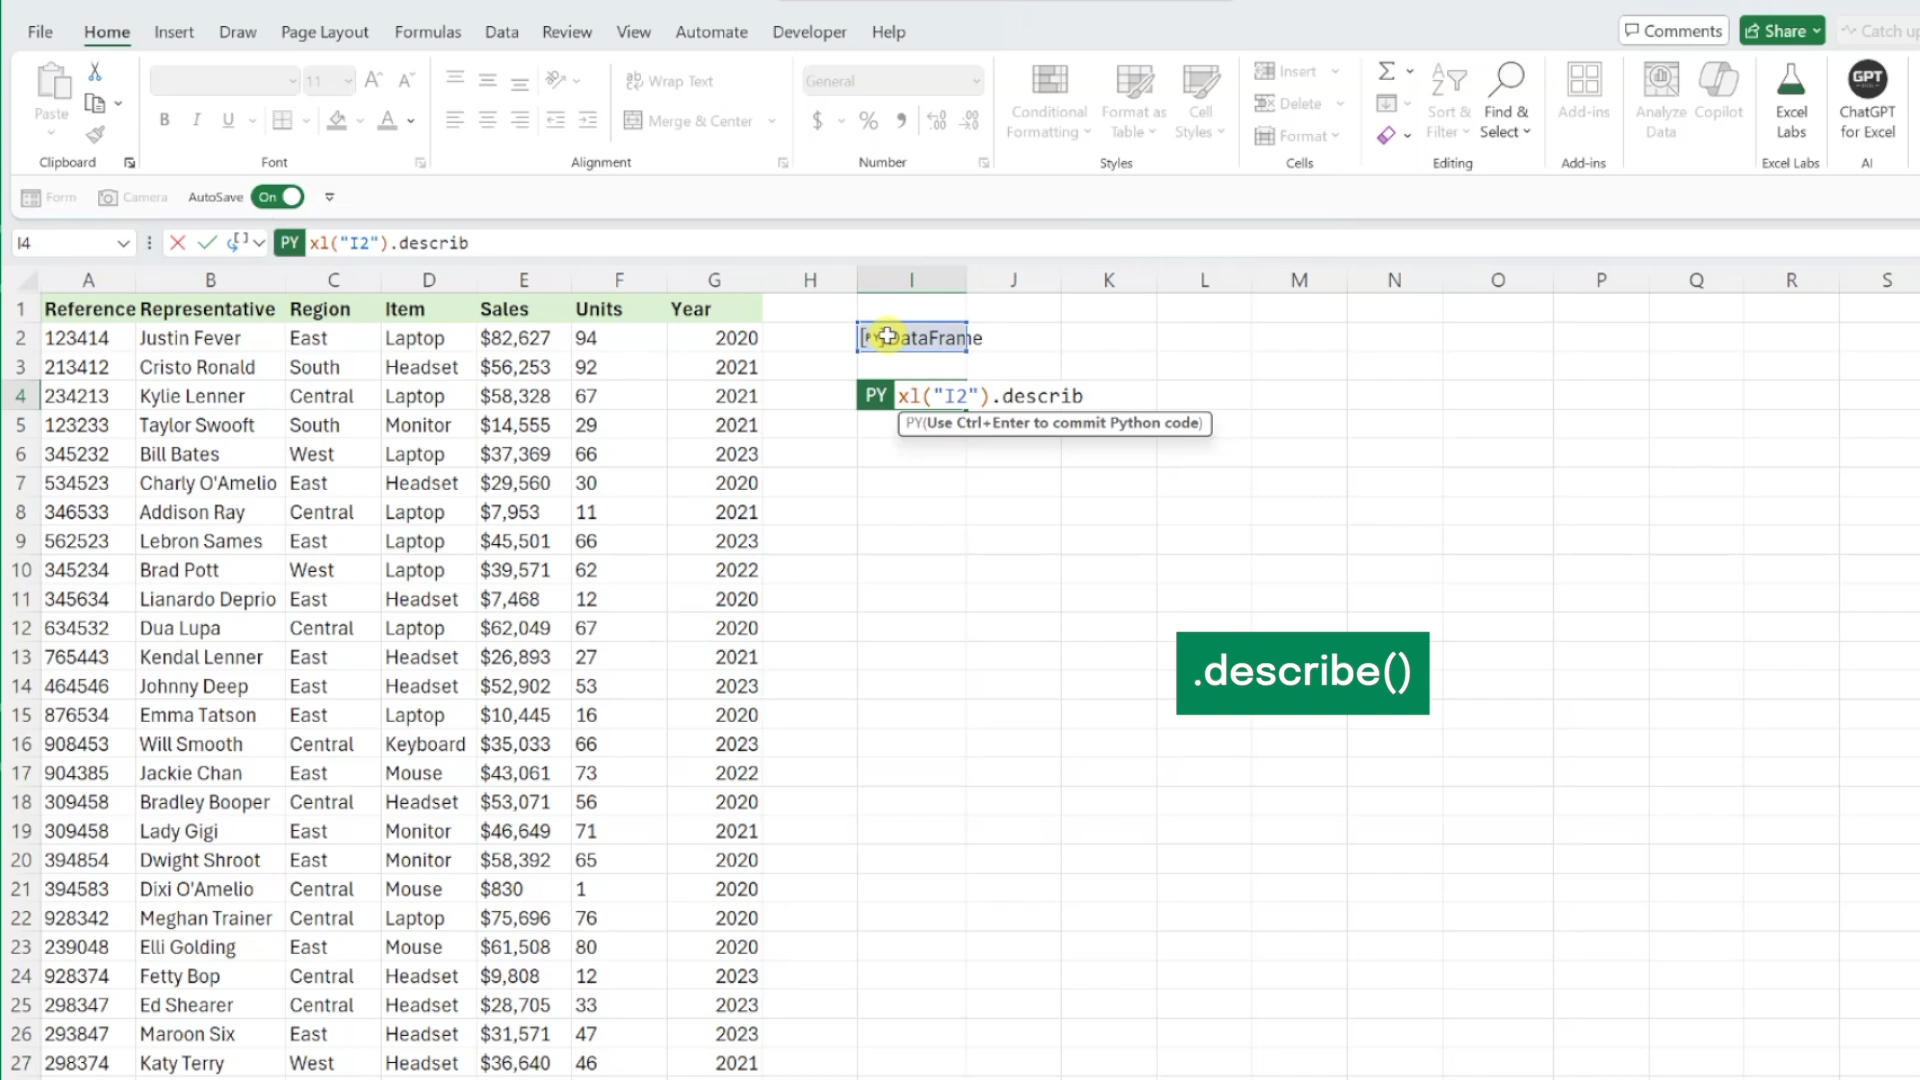 File Home Insert Draw Page Layout Formulas Data Review View Automate Developer Help Comments Share Catch up
11 Wrap Text General Insert
Paste Conditional Format as Cell Delete Sort & Find & Add-ins Analyze Copilot Excel ChatGPT
B I U A Merge & Center $ % 9 Formatting Table Styles Format Filter Select Data Labs for Excel
Clipboard Font Alignment Number Styles Cells Editing Add-ins Excel Labs AI
Form Camera AutoSave On
I4 PY xl("I2").describ
A B C D E F G H I J K L M N O P Q R S
1 Reference Representative Region Item Sales Units Year
2 123414 Justin Fever East Laptop $82,627 94 2020 [PY] DataFrame
3 213412 Cristo Ronald South Headset $56,253 92 2021
4 234213 Kylie Lenner Central Laptop $58,328 67 2021 PY xl("I2").describ
5 123233 Taylor Swooft South Monitor $14,555 29 2021 PY(Use Ctrl+Enter to commit Python code)
6 345232 Bill Bates West Laptop $37,369 66 2023
7 534523 Charly O'Amelio East Headset $29,560 30 2020
8 346533 Addison Ray Central Laptop $7,953 11 2021
9 562523 Lebron Sames East Laptop $45,501 66 2023
10 345234 Brad Pott West Laptop $39,571 62 2022
11 345634 Lianardo Deprio East Headset $7,468 12 2020
12 634532 Dua Lupa Central Laptop $62,049 67 2020
13 765443 Kendal Lenner East Headset $26,893 27 2021
14 464546 Johnny Deep East Headset $52,902 53 2023
.describe()
15 876534 Emma Tatson East Laptop $10,445 16 2020
16 908453 Will Smooth Central Keyboard $35,033 66 2023
17 904385 Jackie Chan East Mouse $43,061 73 2022
18 309458 Bradley Booper Central Headset $53,071 56 2020
19 309458 Lady Gigi East Monitor $46,649 71 2021
20 394854 Dwight Shroot East Monitor $58,392 65 2020
21 394583 Dixi O'Amelio Central Mouse $830 1 2020
22 928342 Meghan Trainer Central Laptop $75,696 76 2020
23 239048 Elli Golding East Mouse $61,508 80 2020
24 928374 Fetty Bop Central Headset $9,808 12 2023
25 298347 Ed Shearer Central Headset $28,705 33 2023
26 293847 Maroon Six East Headset $31,571 47 2023
27 298374 Katy Terry West Headset $36,640 46 2021